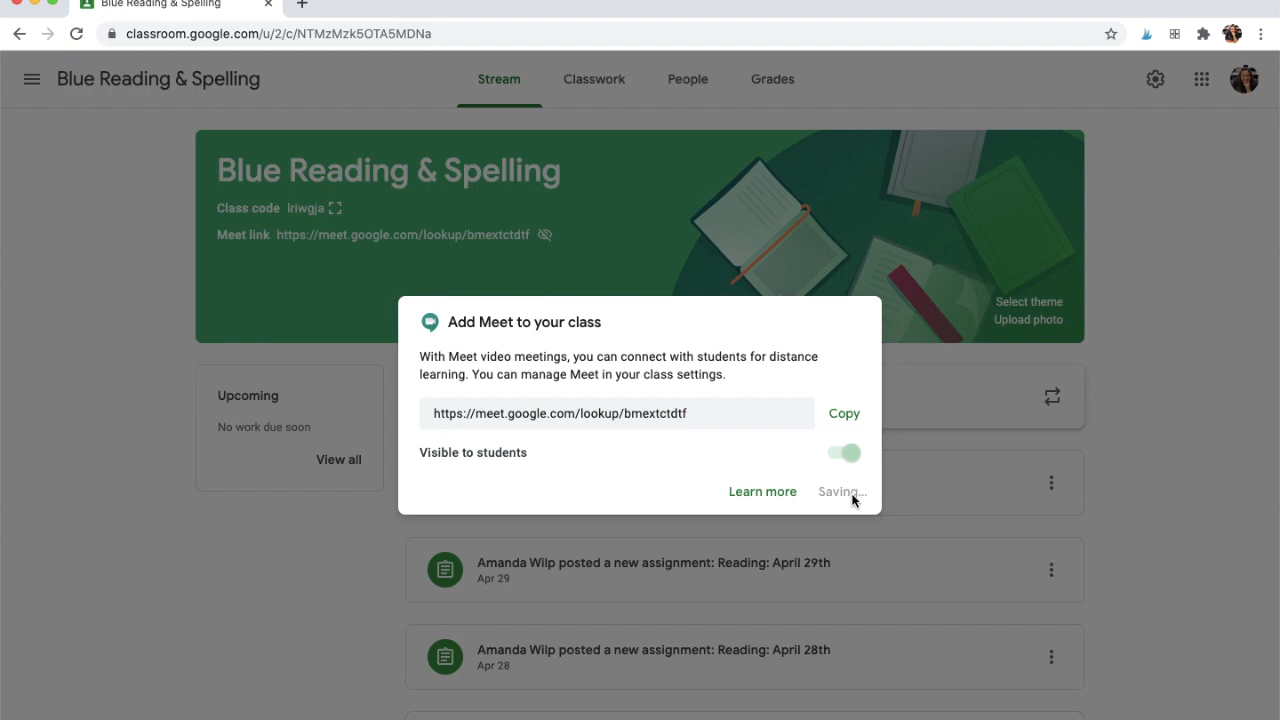 Blue Reading & Spelling
classroom.google.com/u/2/c/NTMzMzk5OTA5MDNa
Blue Reading & Spelling
Stream
Classwork
People
Grades
Blue Reading & Spelling
Class code lriwgja
Meet link https://meet.google.com/lookup/bmextctdtf
Select theme
Upload photo
Add Meet to your class
With Meet video meetings, you can connect with students for distance
learning. You can manage Meet in your class settings.
https://meet.google.com/lookup/bmextctdtf
Copy
Visible to students
Learn more
Saving...
Upcoming
No work due soon
View all
Amanda Wilp posted a new assignment: Reading: April 29th
Apr 29
Amanda Wilp posted a new assignment: Reading: April 28th
Apr 28